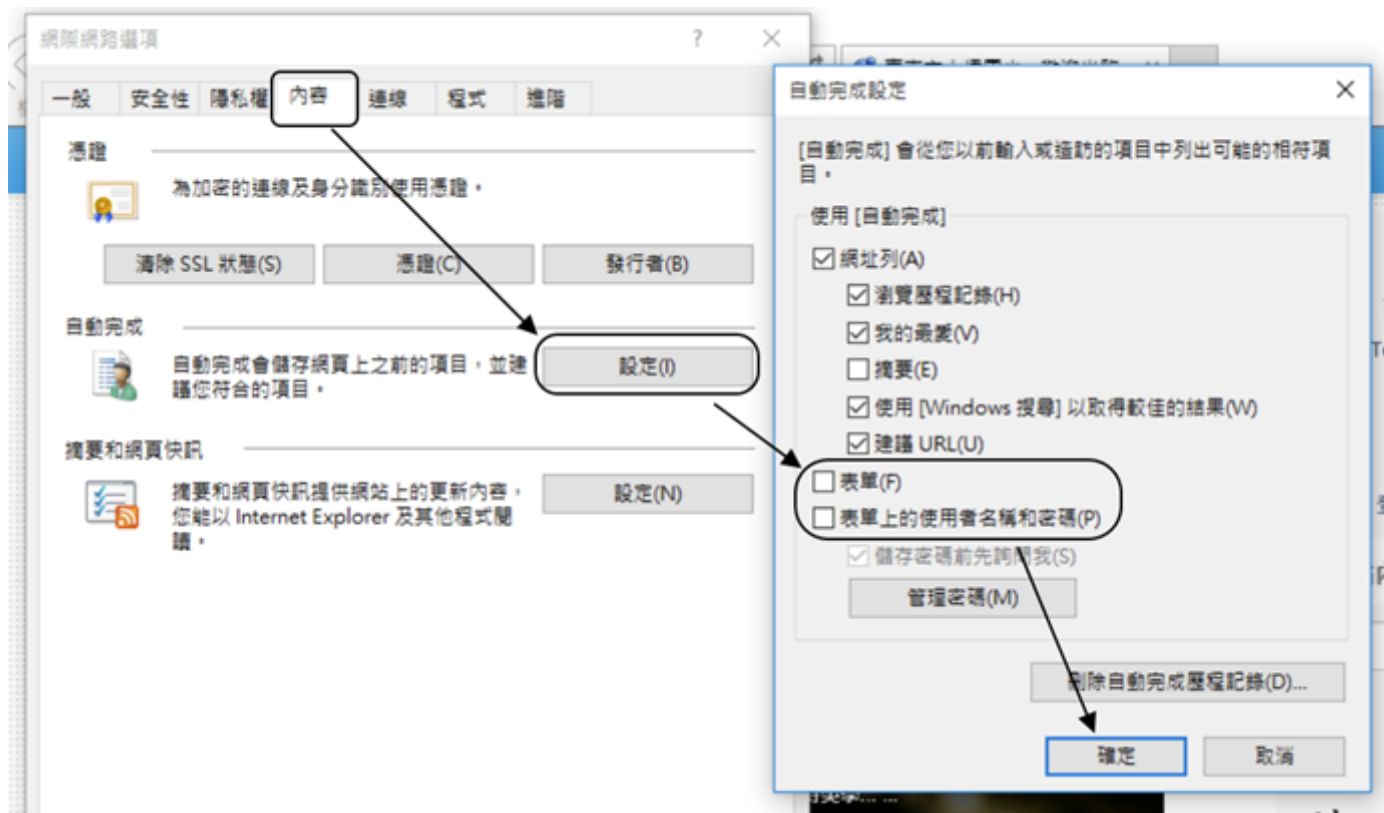 網際網路選項
?
一般
安全性
隱私權
內容
連線
程式
進階
憑證
為加密的連線及身分識別使用憑證。
清除 SSL 狀態(S)
憑證(C)
發行者(B)
自動完成
自動完成會儲存網頁上之前的項目，並建
議您符合的項目。
設定(I)
摘要和網頁快訊
摘要和網頁快訊提供網站上的更新內容，
您能以 Internet Explorer 及其他程式閱
讀。
設定(N)
自動完成設定
[自動完成] 會從您以前輸入或造訪的項目中列出可能的相符項
目。
使用 [自動完成]
網址列(A)
瀏覽歷程記錄(H)
我的最愛(V)
摘要(E)
使用 [Windows 搜尋] 以取得較佳的結果(W)
建議 URL(U)
表單(F)
表單上的使用者名稱和密碼(P)
儲存密碼前先詢問我(S)
管理密碼(M)
刪除自動完成歷程記錄(D)...
確定
取消